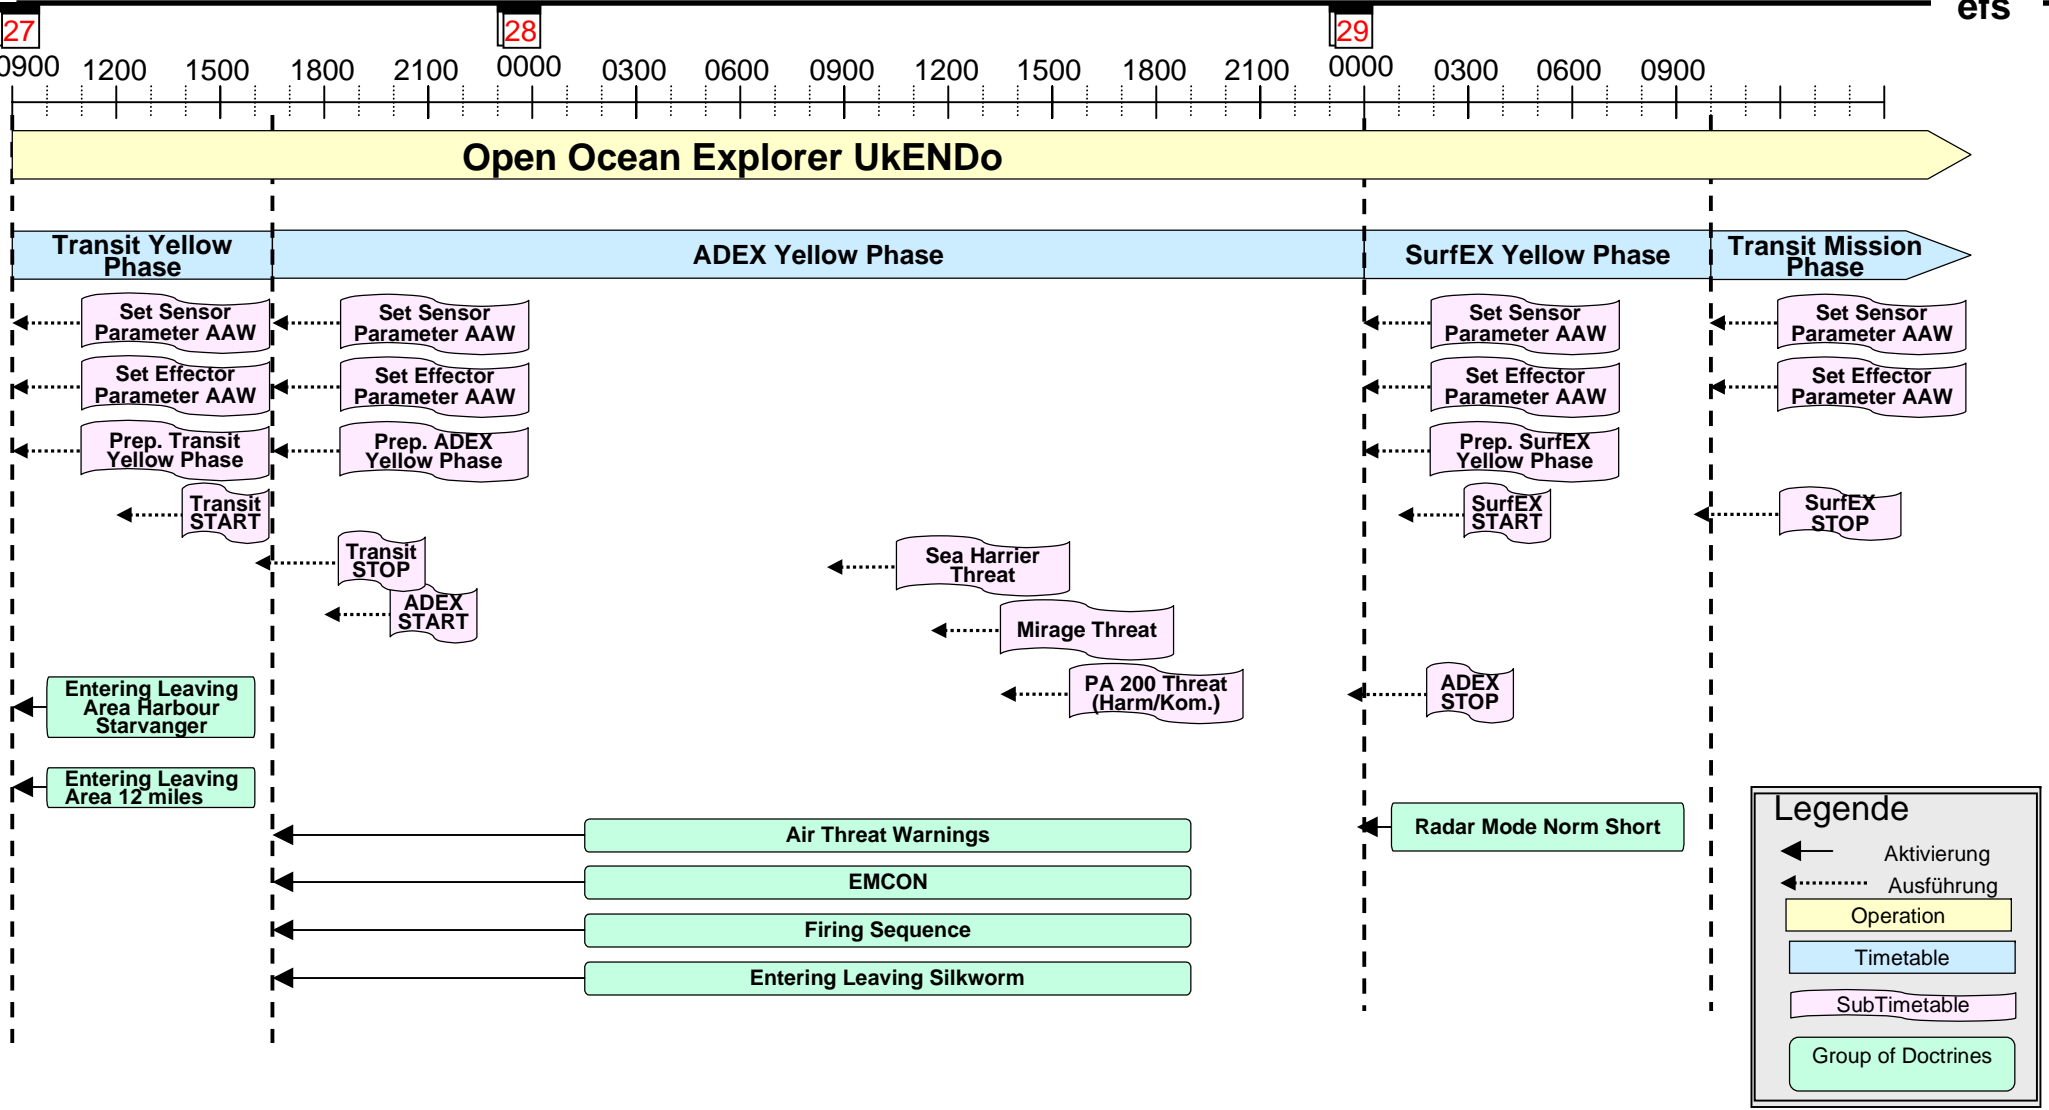 efs
27
28
29
0900 1200 1500 1800 2100 0000 0300 0600 0900 1200 1500 1800 2100 0000 0300 0600 0900
Open Ocean Explorer UkENDo
Transit Yellow
Phase
ADEX Yellow Phase
SurfEX Yellow Phase
Transit Mission
Phase
Set Sensor
Parameter AAW
Set Sensor
Parameter AAW
Set Sensor
Parameter AAW
Set Sensor
Parameter AAW
Set Effector
Parameter AAW
Set Effector
Parameter AAW
Set Effector
Parameter AAW
Set Effector
Parameter AAW
Prep. Transit
Yellow Phase
Prep. ADEX
Yellow Phase
Prep. SurfEX
Yellow Phase
Transit
START
SurfEX
START
SurfEX
STOP
Transit
STOP
Sea Harrier
Threat
ADEX
START
Mirage Threat
PA 200 Threat
(Harm/Kom.)
ADEX
STOP
Entering Leaving
Area Harbour
Starvanger
Entering Leaving
Area 12 miles
Air Threat Warnings
Radar Mode Norm Short
EMCON
Firing Sequence
Entering Leaving Silkworm
Legende
Aktivierung
Ausführung
Operation
Timetable
SubTimetable
Group of Doctrines